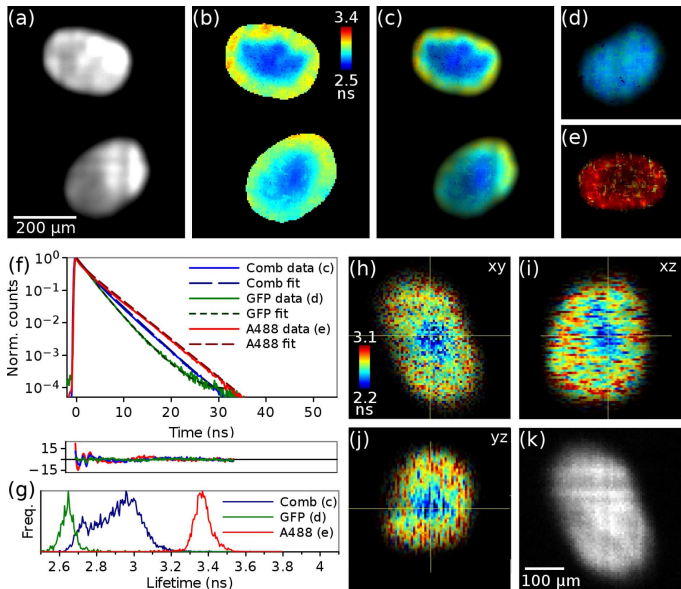 (a)
(b)
3.4
2.5
ns
(c)
(d)
(e)
200 μm
(f)
Norm. counts
10⁰
10⁻¹
10⁻²
10⁻³
10⁻⁴
Comb data (c)
Comb fit
GFP data (d)
GFP fit
A488 data (e)
A488 fit
0 10 20 30 40 50
Time (ns)
15
−15
(g)
Freq.
Comb (c)
GFP (d)
A488 (e)
2.6 2.8 3 3.2 3.4 3.6 3.8 4
Lifetime (ns)
(h)
xy
3.1
2.2
ns
(i)
xz
(j)
yz
(k)
100 μm